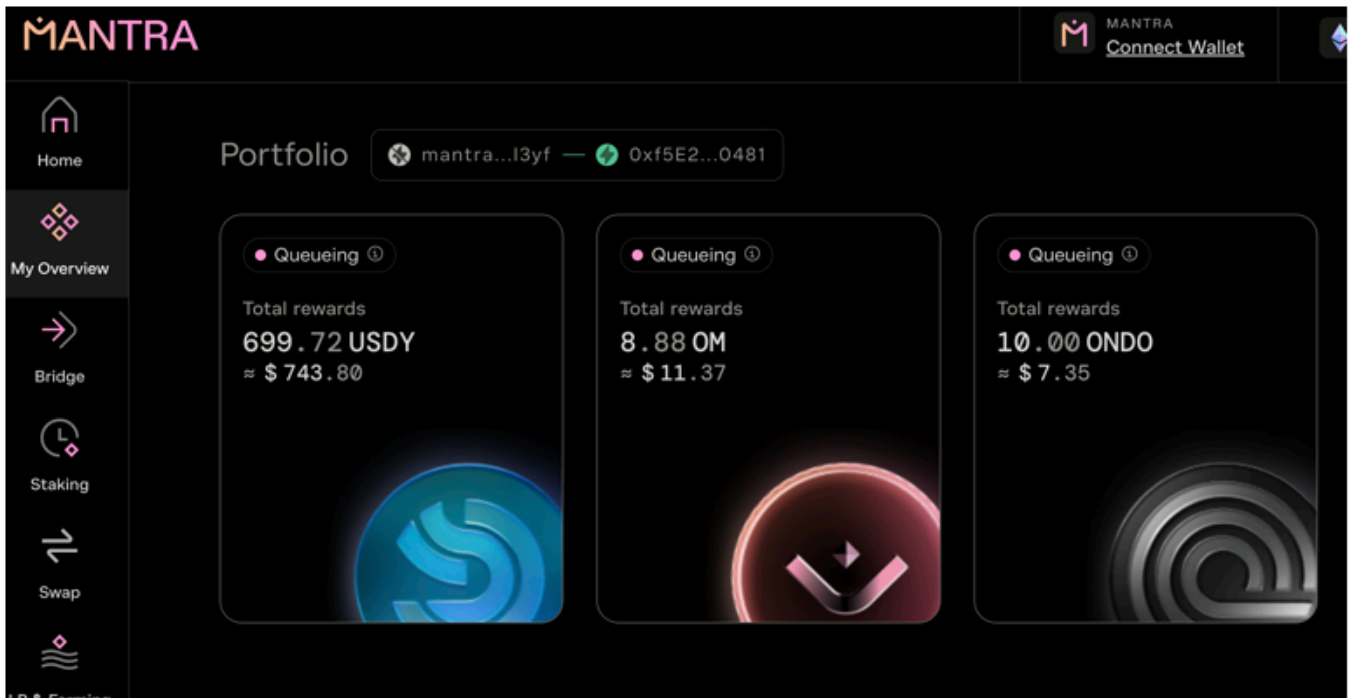 MANTRA
MANTRA
Connect Wallet
Home
My Overview
Bridge
Staking
Swap
LP & Farming
Portfolio
mantra...l3yf — 0xf5E2...0481
Queueing
Total rewards
699.72 USDY
≈ $ 743.80
Queueing
Total rewards
8.88 OM
≈ $ 11.37
Queueing
Total rewards
10.00 ONDO
≈ $ 7.35